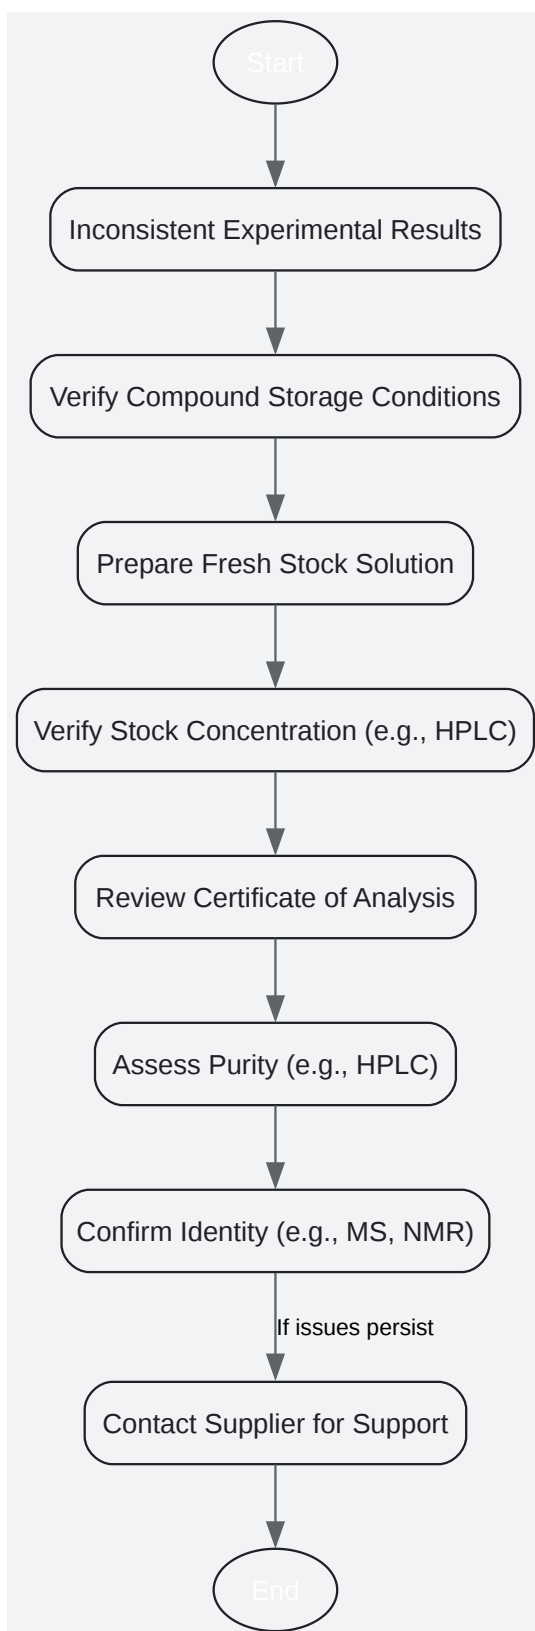 Start
Inconsistent Experimental Results
Verify Compound Storage Conditions
Prepare Fresh Stock Solution
Verify Stock Concentration (e.g., HPLC)
Review Certificate of Analysis
Assess Purity (e.g., HPLC)
Confirm Identity (e.g., MS, NMR)
If issues persist
Contact Supplier for Support
End